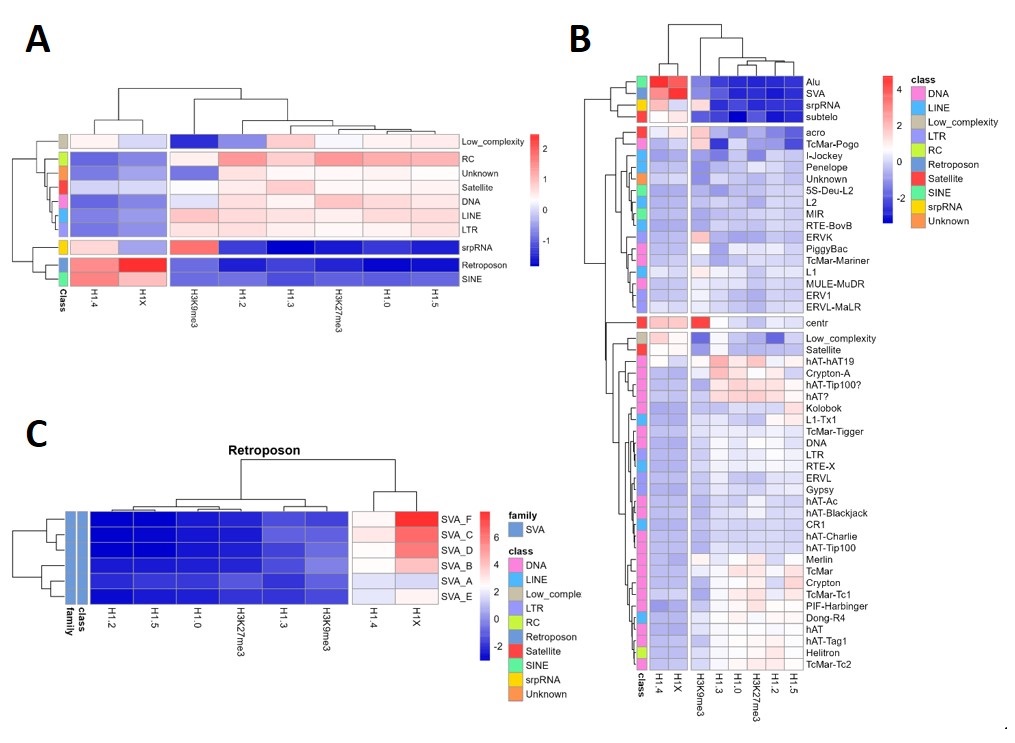 A
Low_complexity
RC
Unknown
Satellite
DNA
LINE
LTR
srpRNA
Retroposon
SINE
2
1
0
-1
Class
H1.4
H1X
H3K9me3
H1.2
H1.3
H3K27me3
H1.0
H1.5
B
Alu
SVA
srpRNA
subtelo
acro
TcMar-Pogo
I-Jockey
Penelope
Unknown
5S-Deu-L2
L2
MIR
RTE-BovB
ERVK
PiggyBac
TcMar-Mariner
L1
MULE-MuDR
ERV1
ERVL-MaLR
centr
Low_complexity
Satellite
hAT-hAT19
Crypton-A
hAT-Tip100?
hAT?
Kolobok
L1-Tx1
TcMar-Tigger
DNA
LTR
RTE-X
ERVL
Gypsy
hAT-Ac
hAT-Blackjack
CR1
hAT-Charlie
hAT-Tip100
Merlin
TcMar
Crypton
TcMar-Tc1
PIF-Harbinger
Dong-R4
hAT
hAT-Tag1
Helitron
TcMar-Tc2
class
H1.4
H1X
H3K9me3
H1.3
H1.0
H3K27me3
H1.2
H1.5
4
2
0
-2
class
DNA
LINE
Low_complexity
LTR
RC
Retroposon
Satellite
SINE
srpRNA
Unknown
C
Retroposon
SVA_F
SVA_C
SVA_D
SVA_B
SVA_A
SVA_E
family
class
H1.2
H1.5
H1.0
H3K27me3
H1.3
H3K9me3
H1.4
H1X
6
4
2
0
-2
family
SVA
class
DNA
LINE
Low_comple
LTR
RC
Retroposon
Satellite
SINE
srpRNA
Unknown